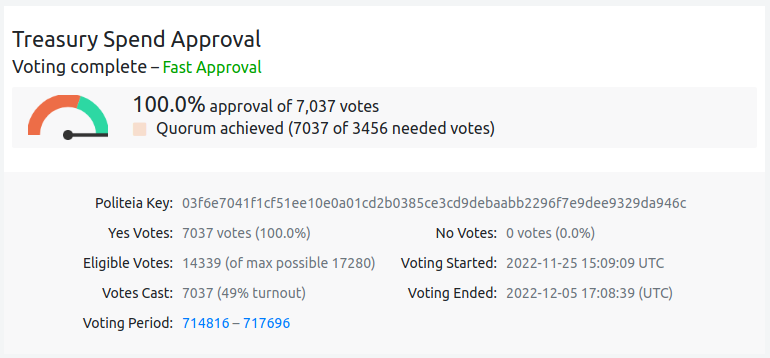 Treasury Spend Approval
Voting complete – Fast Approval
100.0% approval of 7,037 votes
Quorum achieved (7037 of 3456 needed votes)
Politeia Key: 03f6e7041f1cf51ee10e0a01cd2b0385ce3cd9debaabb2296f7e9dee9329da946c
Yes Votes: 7037 votes (100.0%) No Votes: 0 votes (0.0%)
Eligible Votes: 14339 (of max possible 17280) Voting Started: 2022-11-25 15:09:09 UTC
Votes Cast: 7037 (49% turnout) Voting Ended: 2022-12-05 17:08:39 (UTC)
Voting Period: 714816 – 717696